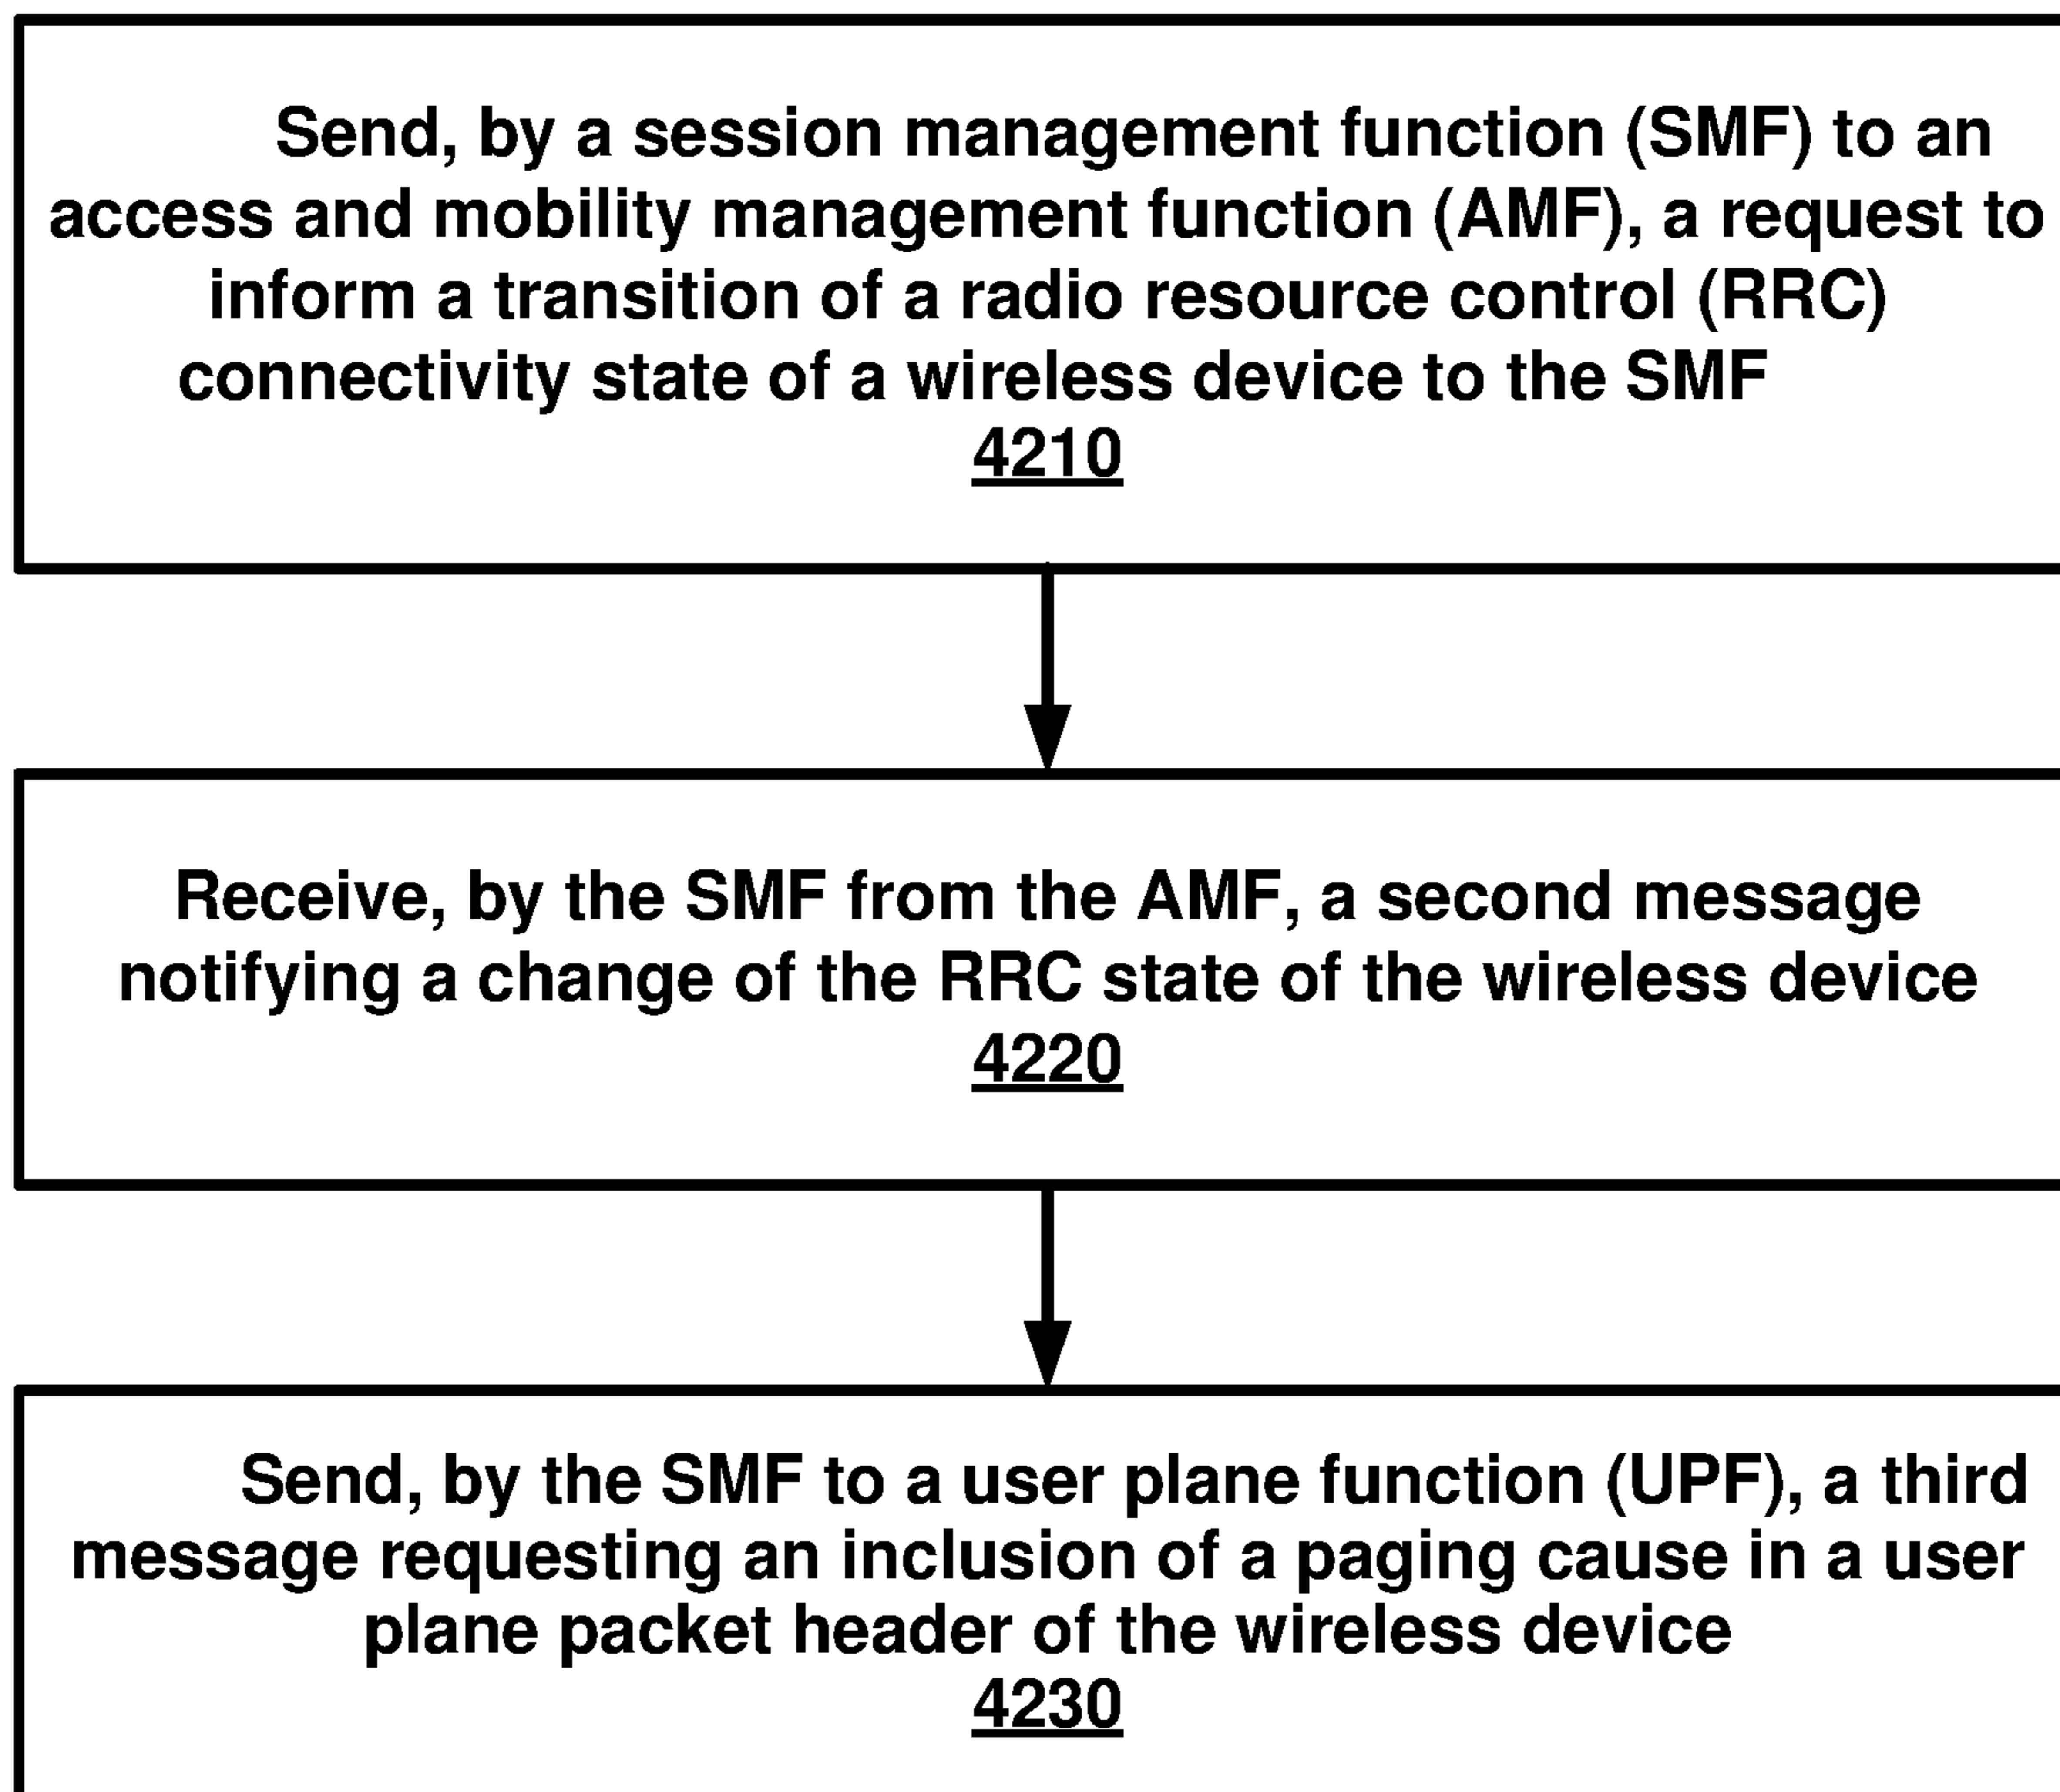 Send, by a session management function (SMF) to an
access and mobility management function (AMF), a request to
inform a transition of a radio resource control (RRC)
connectivity state of a wireless device to the SMF
4210
Receive, by the SMF from the AMF, a second message
notifying a change of the RRC state of the wireless device
4220
Send, by the SMF to a user plane function (UPF), a third
message requesting an inclusion of a paging cause in a user
plane packet header of the wireless device
4230